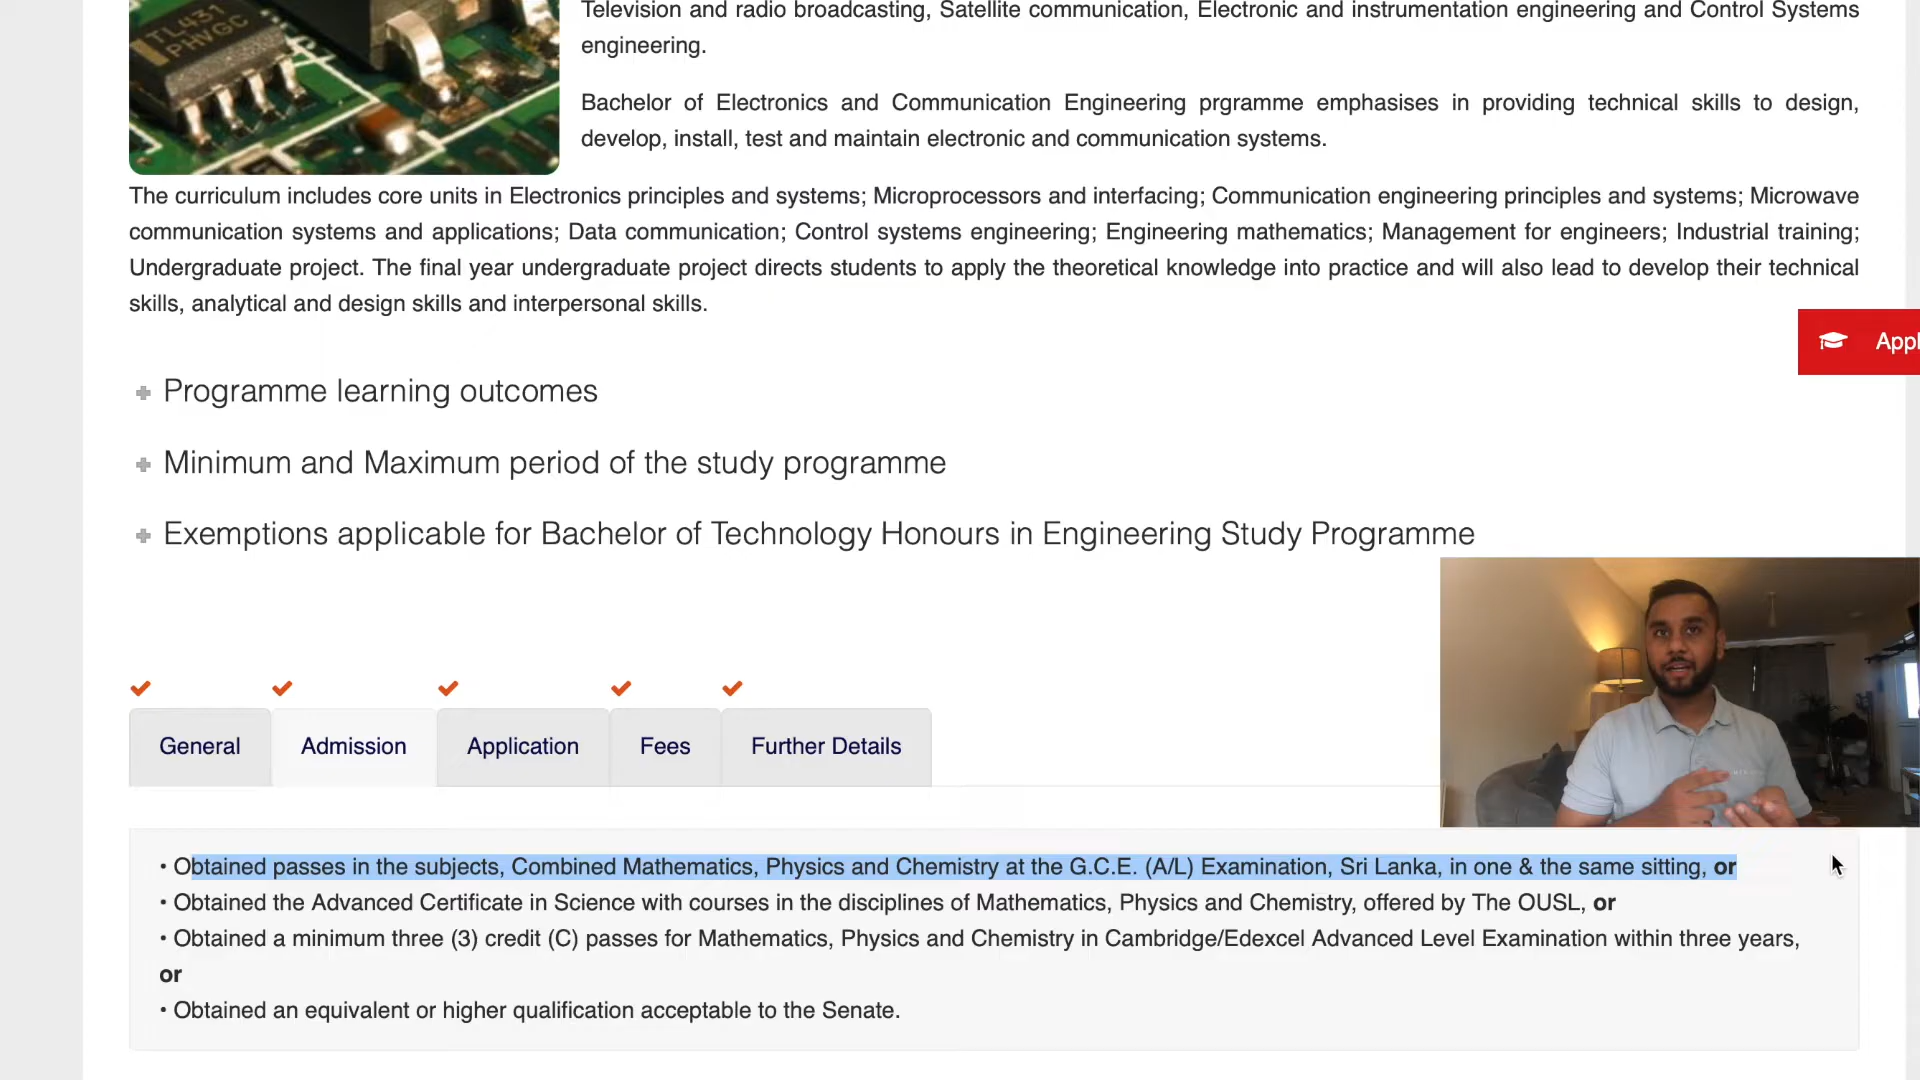 TL431
PHVGC
Television and radio broadcasting, Satellite communication, Electronic and instrumentation engineering and Control Systems
engineering.
Bachelor of Electronics and Communication Engineering prgramme emphasises in providing technical skills to design,
develop, install, test and maintain electronic and communication systems.
The curriculum includes core units in Electronics principles and systems; Microprocessors and interfacing; Communication engineering principles and systems; Microwave
communication systems and applications; Data communication; Control systems engineering; Engineering mathematics; Management for engineers; Industrial training;
Undergraduate project. The final year undergraduate project directs students to apply the theoretical knowledge into practice and will also lead to develop their technical
skills, analytical and design skills and interpersonal skills.
Appl
Programme learning outcomes
Minimum and Maximum period of the study programme
Exemptions applicable for Bachelor of Technology Honours in Engineering Study Programme
General Admission Application Fees Further Details
• Obtained passes in the subjects, Combined Mathematics, Physics and Chemistry at the G.C.E. (A/L) Examination, Sri Lanka, in one & the same sitting, or
• Obtained the Advanced Certificate in Science with courses in the disciplines of Mathematics, Physics and Chemistry, offered by The OUSL, or
• Obtained a minimum three (3) credit (C) passes for Mathematics, Physics and Chemistry in Cambridge/Edexcel Advanced Level Examination within three years,
or
• Obtained an equivalent or higher qualification acceptable to the Senate.